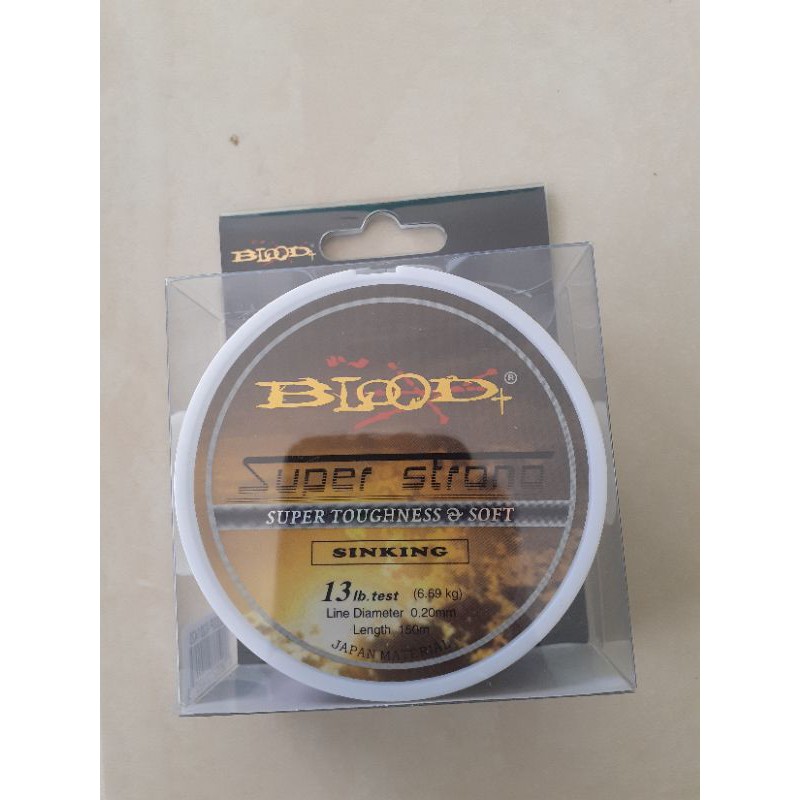 BLOOD+
BLOOD+®
Super strong
SUPER TOUGHNESS & SOFT
SINKING
13 lb.test (6.69 kg)
Line Diameter 0.20mm
Length 150m
JAPAN MATERIAL